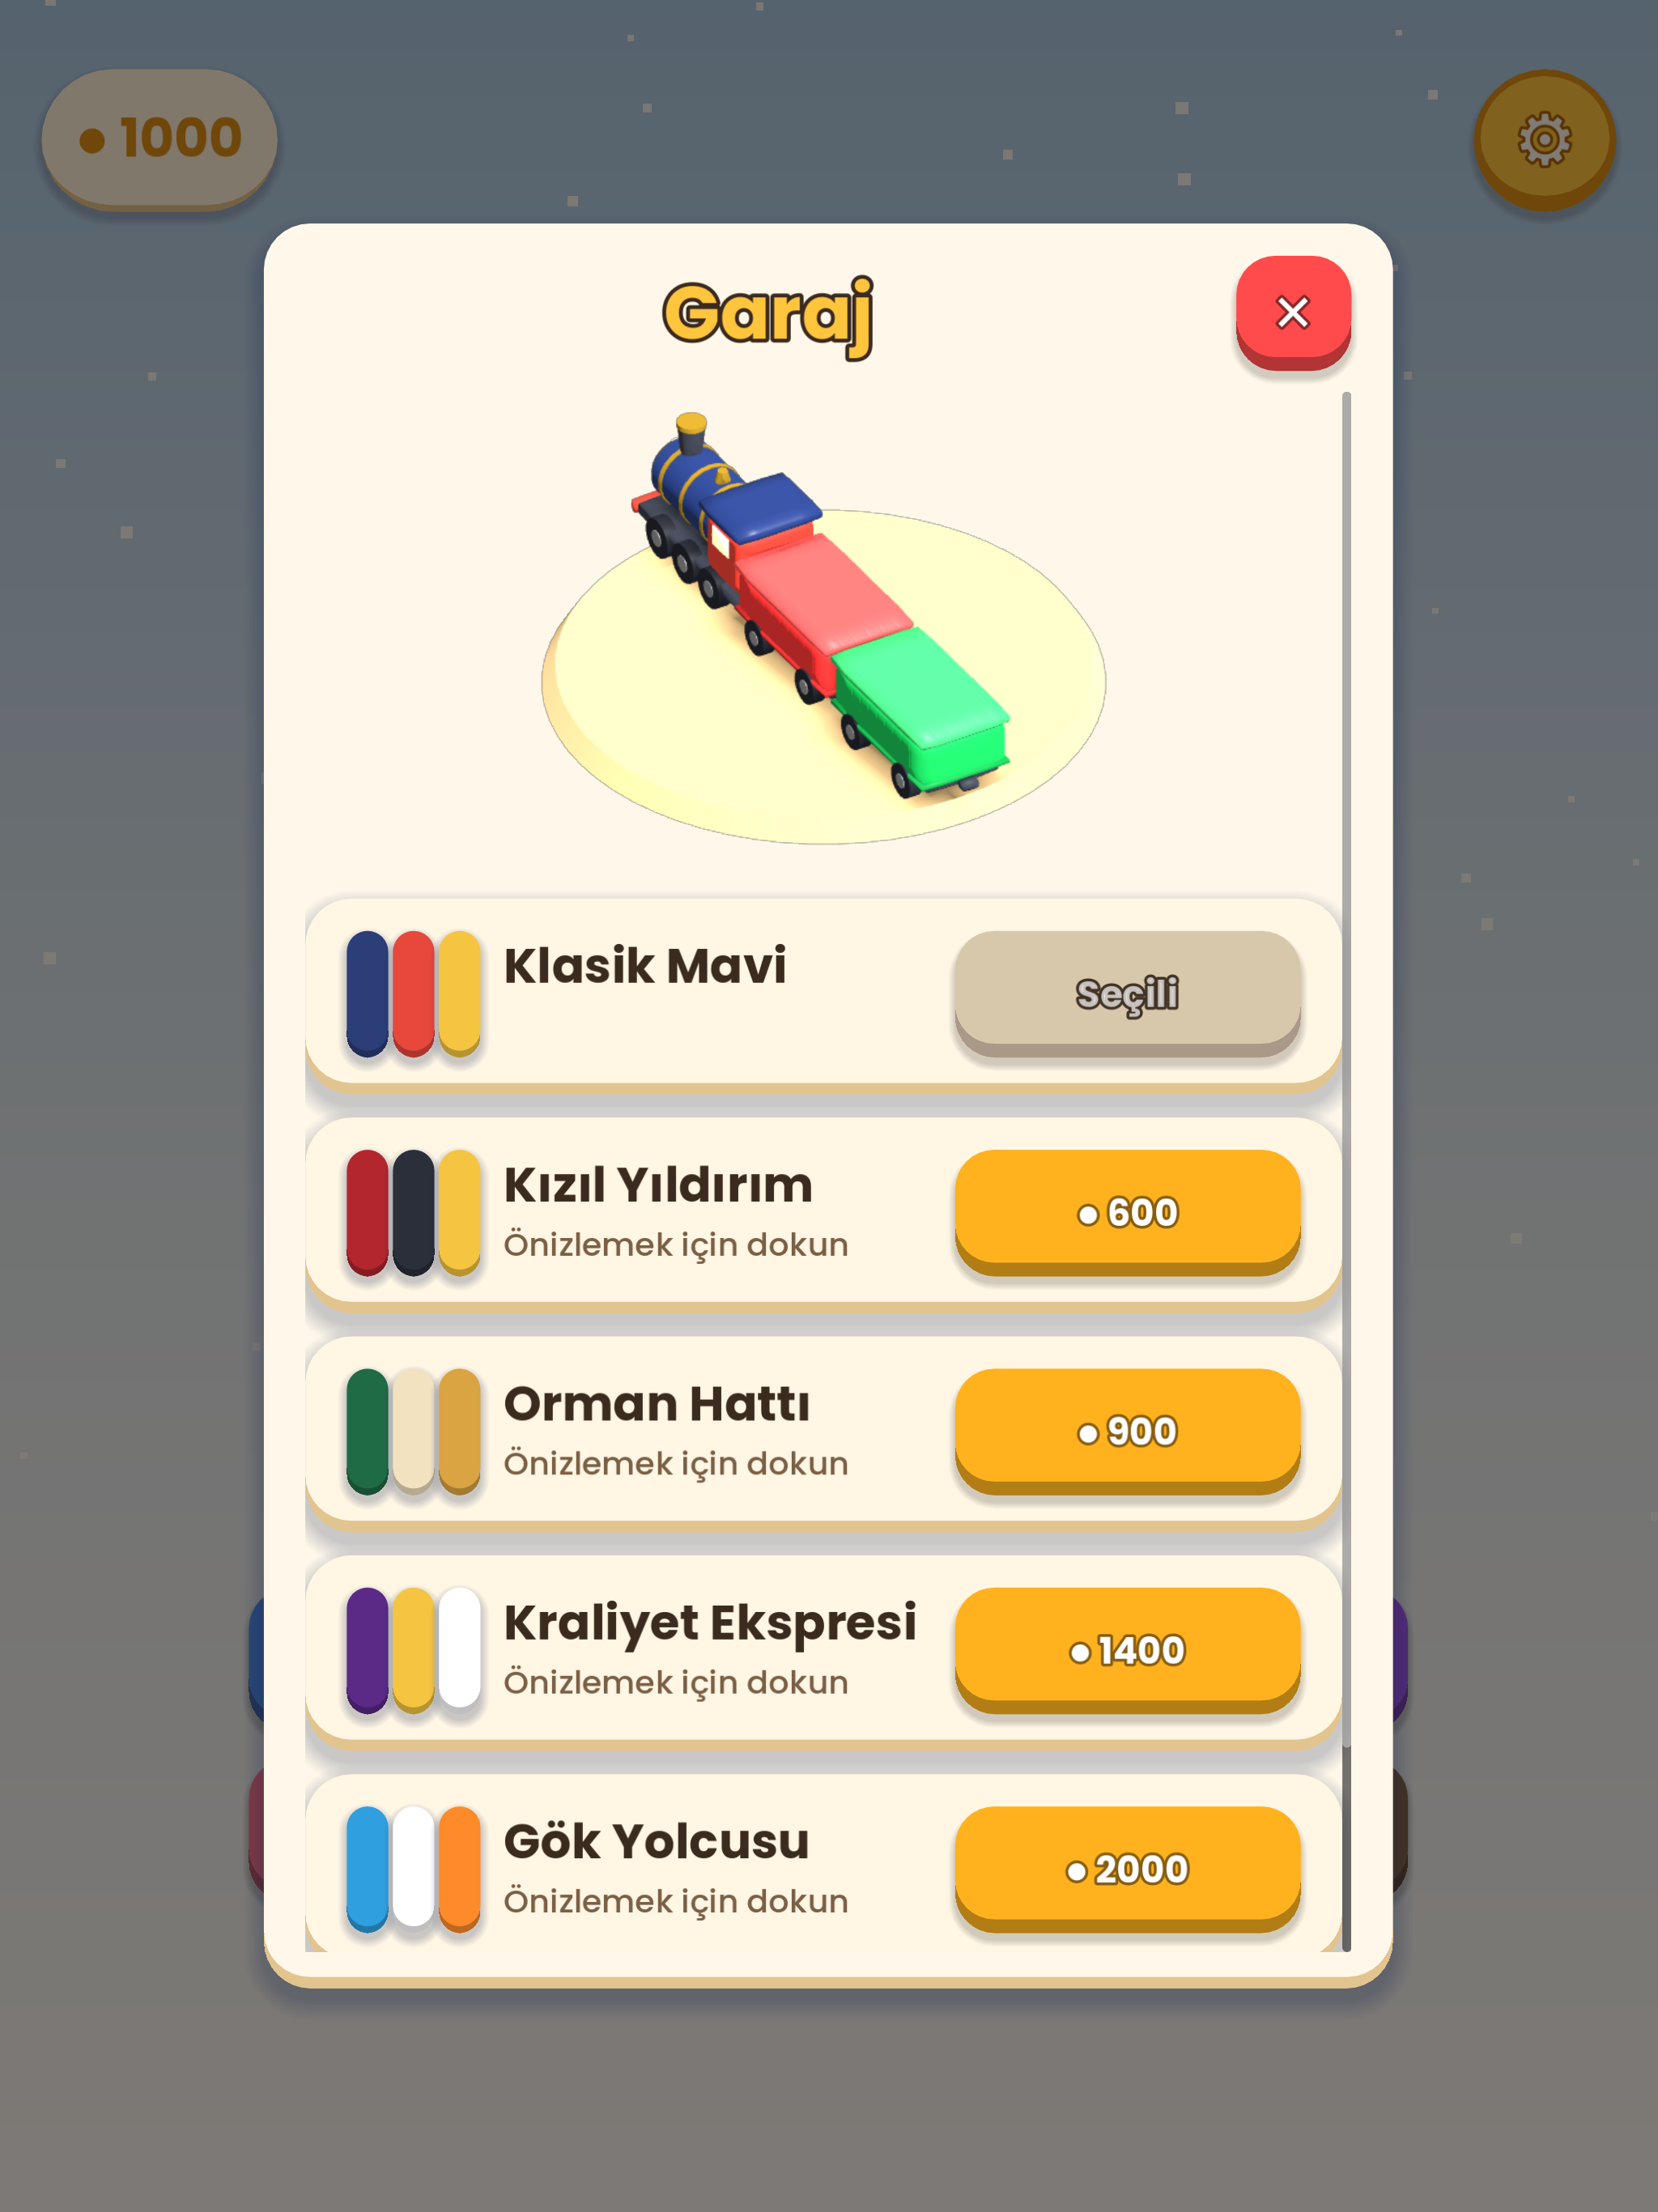 1000
Garaj
Klasik Mavi
Seçili
Kızıl Yıldırım
Önizlemek için dokun
600
Orman Hattı
Önizlemek için dokun
900
Kraliyet Ekspresi
Önizlemek için dokun
1400
Gök Yolcusu
Önizlemek için dokun
2000